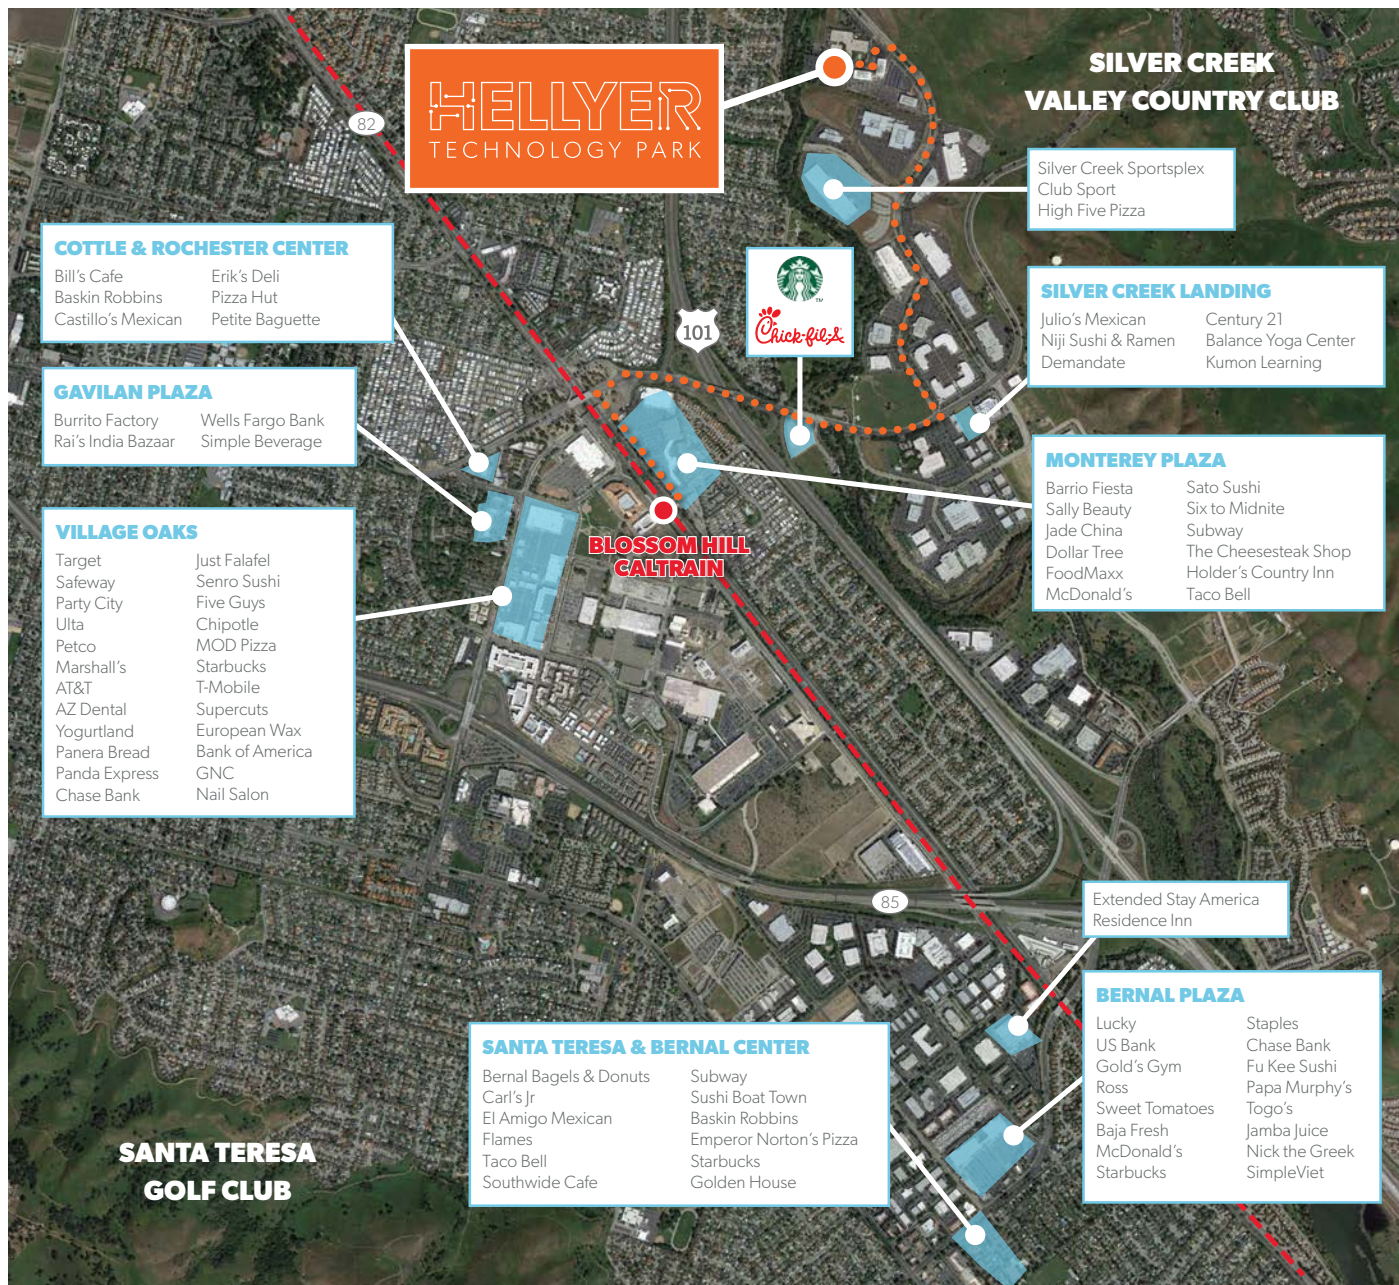 SILVER CREEK
VALLEY COUNTRY CLUB
HELLYER
TECHNOLOGY PARK
82
Silver Creek Sportsplex
Club Sport
High Five Pizza
COTTLE & ROCHESTER CENTER
Bill's Cafe
Baskin Robbins
Castillo's Mexican
Erik's Deli
Pizza Hut
Petite Baguette
TM
Chick-fil-A
101
SILVER CREEK LANDING
Julio's Mexican
Niji Sushi & Ramen
Demandate
Century 21
Balance Yoga Center
Kumon Learning
GAVILAN PLAZA
Burrito Factory
Rai's India Bazaar
Wells Fargo Bank
Simple Beverage
MONTEREY PLAZA
Barrio Fiesta
Sally Beauty
Jade China
Dollar Tree
FoodMaxx
McDonald's
Sato Sushi
Six to Midnite
Subway
The Cheesesteak Shop
Holder's Country Inn
Taco Bell
VILLAGE OAKS
Target
Safeway
Party City
Ulta
Petco
Marshall's
AT&T
AZ Dental
Yogurtland
Panera Bread
Panda Express
Chase Bank
Just Falafel
Senro Sushi
Five Guys
Chipotle
MOD Pizza
Starbucks
T-Mobile
Supercuts
European Wax
Bank of America
GNC
Nail Salon
BLOSSOM HILL
CALTRAIN
85
Extended Stay America
Residence Inn
BERNAL PLAZA
Lucky
US Bank
Gold's Gym
Ross
Sweet Tomatoes
Baja Fresh
McDonald's
Starbucks
Staples
Chase Bank
Fu Kee Sushi
Papa Murphy's
Togo's
Jamba Juice
Nick the Greek
SimpleViet
SANTA TERESA & BERNAL CENTER
Bernal Bagels & Donuts
Carl's Jr
El Amigo Mexican
Flames
Taco Bell
Southwide Cafe
Subway
Sushi Boat Town
Baskin Robbins
Emperor Norton's Pizza
Starbucks
Golden House
SANTA TERESA
GOLF CLUB